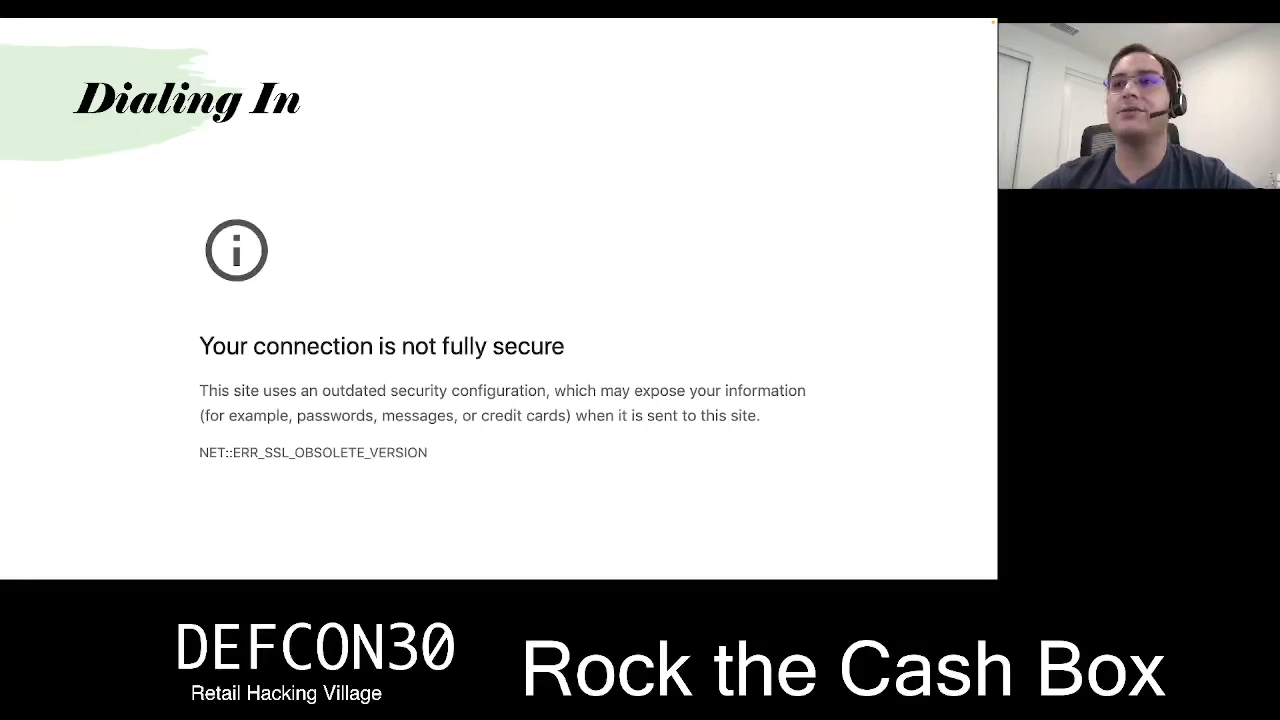 Dialing In
Your connection is not fully secure
This site uses an outdated security configuration, which may expose your information
(for example, passwords, messages, or credit cards) when it is sent to this site.
NET::ERR_SSL_OBSOLETE_VERSION
DEFCON30
Retail Hacking Village
Rock the Cash Box